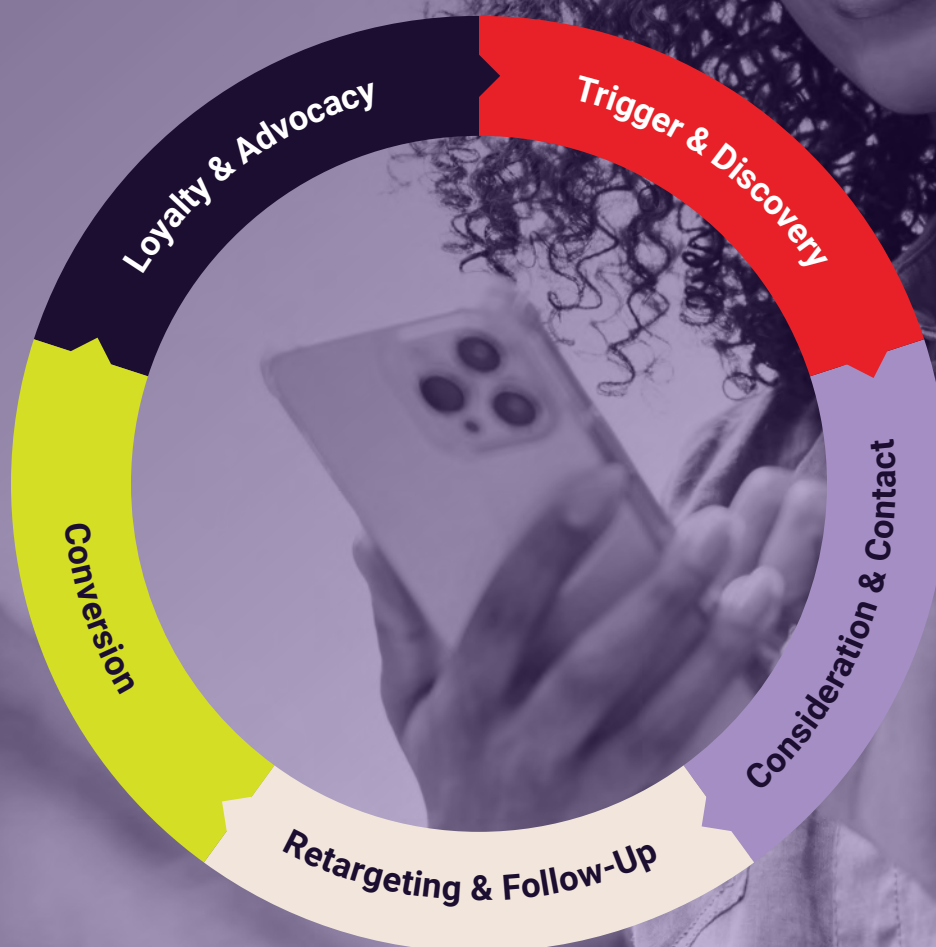 Trigger & Discovery
Consideration & Contact
Retargeting & Follow-Up
Conversion
Loyalty & Advocacy